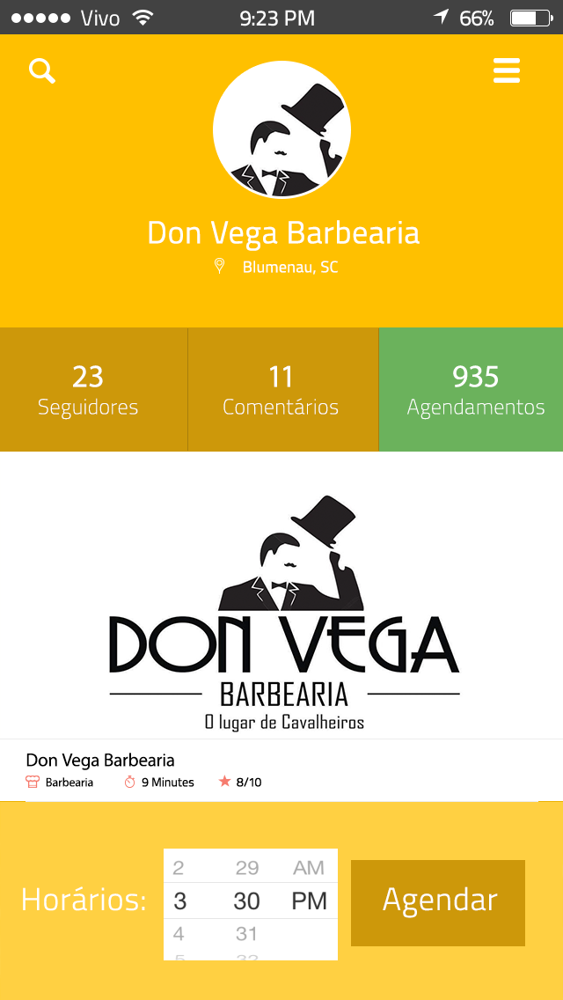 Vivo 9:23 PM 66%
Don Vega Barbearia
Blumenau, SC
23 11 935
Seguidores Comentários Agendamentos
DON VEGA
BARBEARIA
O lugar de Cavalheiros
Don Vega Barbearia
Barbearia 9 Minutes 8/10
2 29 AM
Horários: 3 30 PM Agendar
4 31
5 32